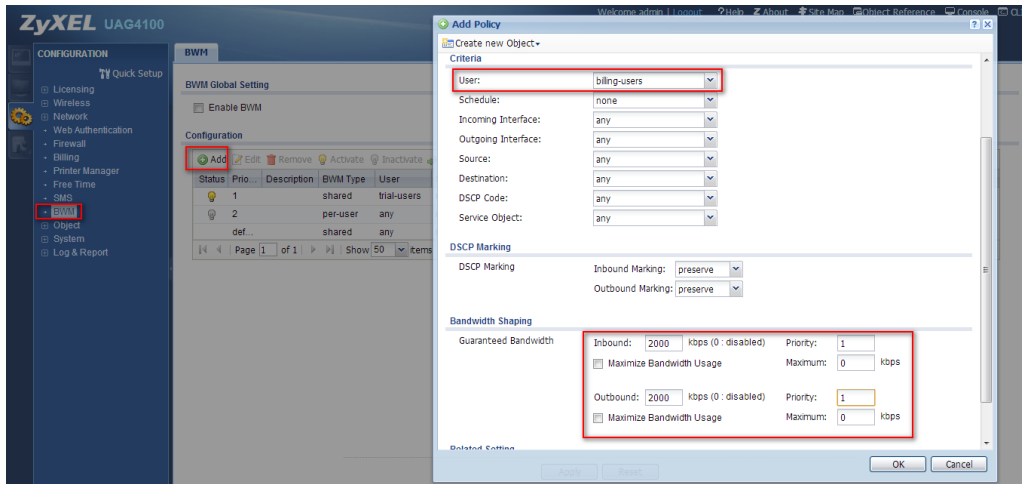 ZyXEL UAG4100
Welcome admin | Logout ?Help Z About Site Map Object Reference Console CLI
CONFIGURATION
Quick Setup
Licensing
Wireless
Network
Web Authentication
Firewall
Billing
Printer Manager
Free Time
SMS
BWM
Object
System
Log & Report
BWM
BWM Global Setting
Enable BWM
Configuration
Add Edit Remove Activate Inactivate
Status Prio... Description BWM Type User
1 shared trial-users
2 per-user any
def... shared any
Page 1 of 1 Show 50 items
Apply Reset
Add Policy
Create new Object
Criteria
User: billing-users
Schedule: none
Incoming Interface: any
Outgoing Interface: any
Source: any
Destination: any
DSCP Code: any
Service Object: any
DSCP Marking
DSCP Marking Inbound Marking: preserve
Outbound Marking: preserve
Bandwidth Shaping
Guaranteed Bandwidth Inbound: 2000 kbps (0 : disabled) Priority: 1
Maximize Bandwidth Usage Maximum: 0 kbps
Outbound: 2000 kbps (0 : disabled) Priority: 1
Maximize Bandwidth Usage Maximum: 0 kbps
Related Setting
OK Cancel